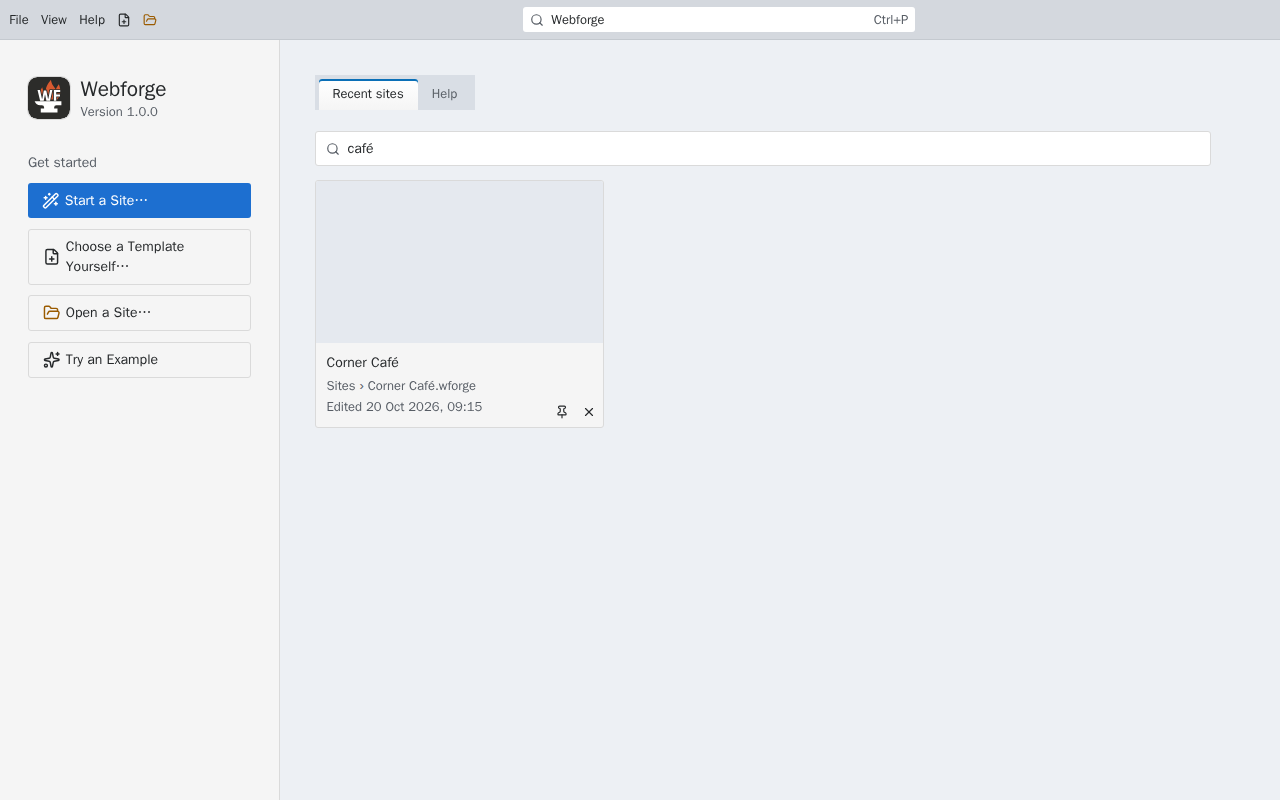 File View Help
Webforge Ctrl+P
WF
Webforge
Version 1.0.0
Get started
Start a Site…
Choose a Template
Yourself…
Open a Site…
Try an Example
Recent sites Help
café
Corner Café
Sites › Corner Café.wforge
Edited 20 Oct 2026, 09:15